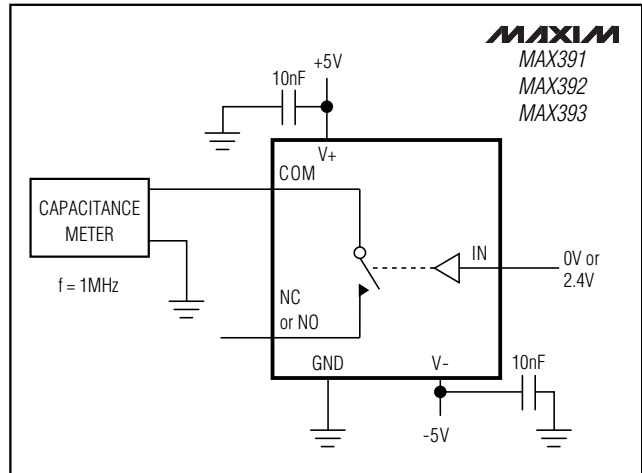 MAXIM
MAX391
MAX392
MAX393
+5V
10nF
V+
COM
CAPACITANCE
METER
f = 1MHz
IN
0V or
2.4V
NC
or NO
GND
V-
10nF
-5V